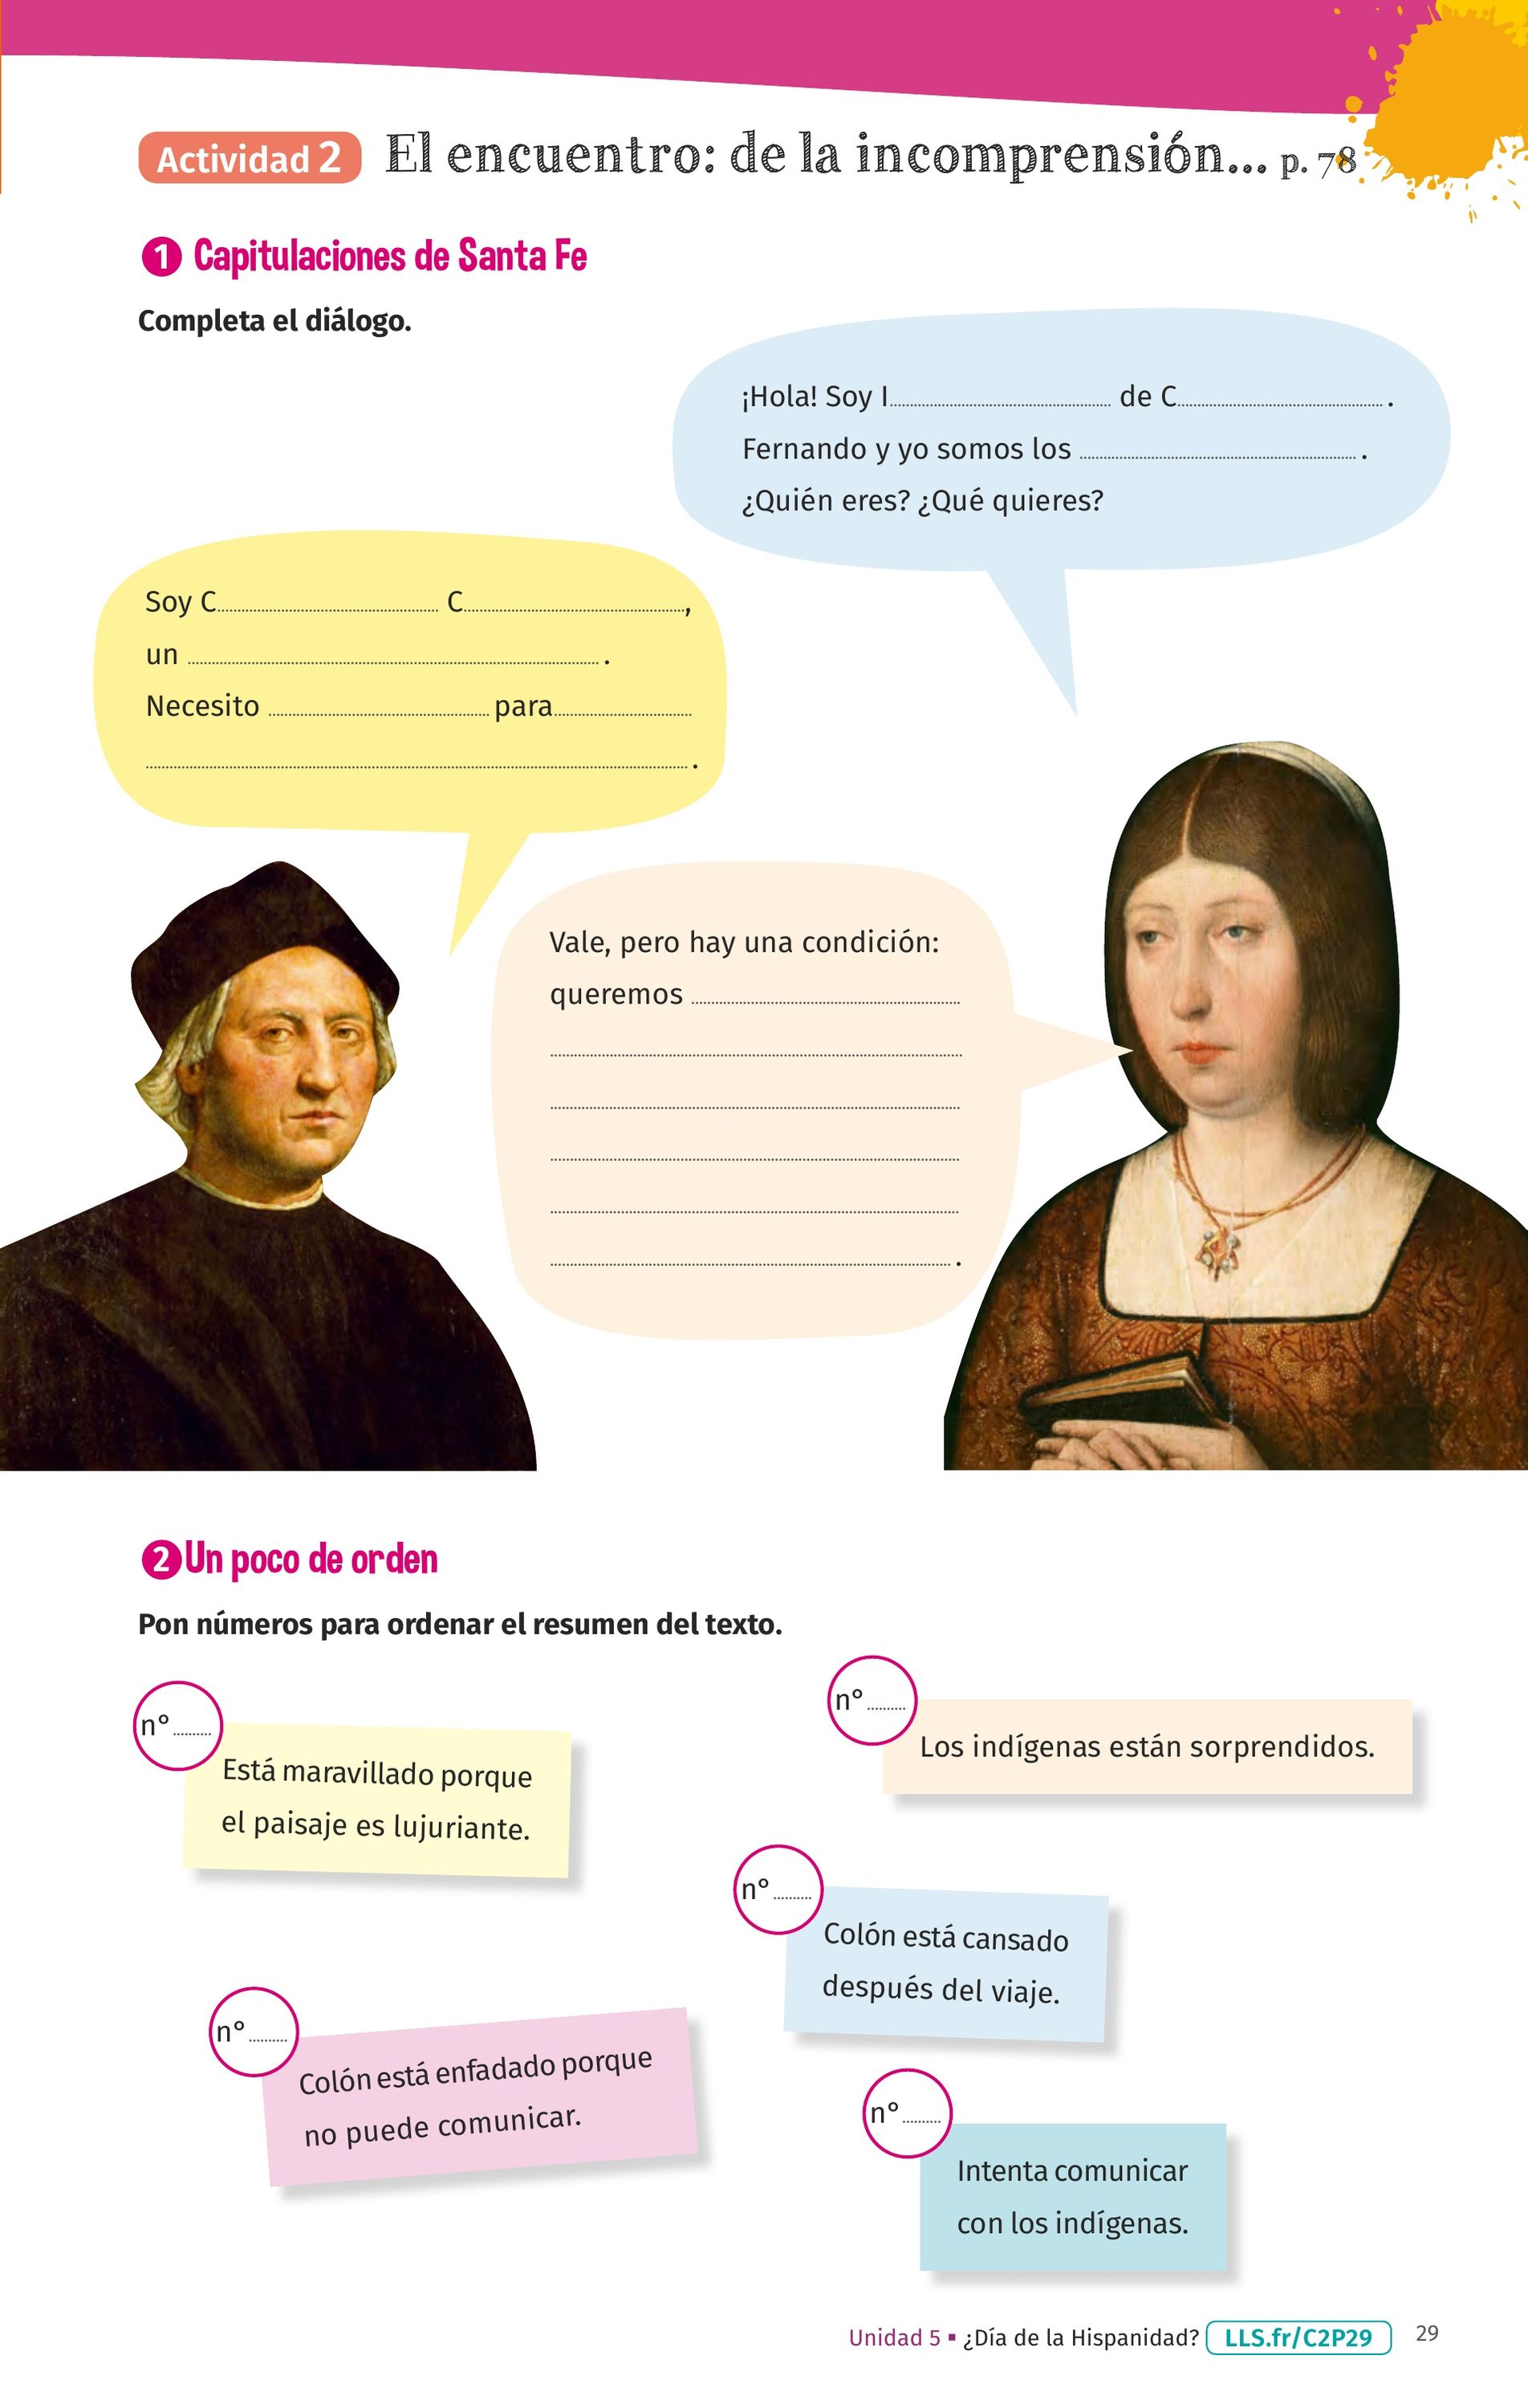 Actividad 2 El encuentro: de la incomprensión... p. 78
1 Capitulaciones de Santa Fe
Completa el diálogo.
¡Hola! Soy I.................... de C.................... .
Fernando y yo somos los .................... .
¿Quién eres? ¿Qué quieres?
Soy C.................... C....................,
un .................... .
Necesito .................... para....................
.................... .
Vale, pero hay una condición:
queremos ....................
....................
....................
....................
....................
.................... .
2 Un poco de orden
Pon números para ordenar el resumen del texto.
n°..........
Está maravillado porque
el paisaje es lujuriante.
n°..........
Los indígenas están sorprendidos.
n°..........
Colón está cansado
después del viaje.
n°..........
Colón está enfadado porque
no puede comunicar.
n°..........
Intenta comunicar
con los indígenas.
Unidad 5 ▪ ¿Día de la Hispanidad? LLS.fr/C2P29 29